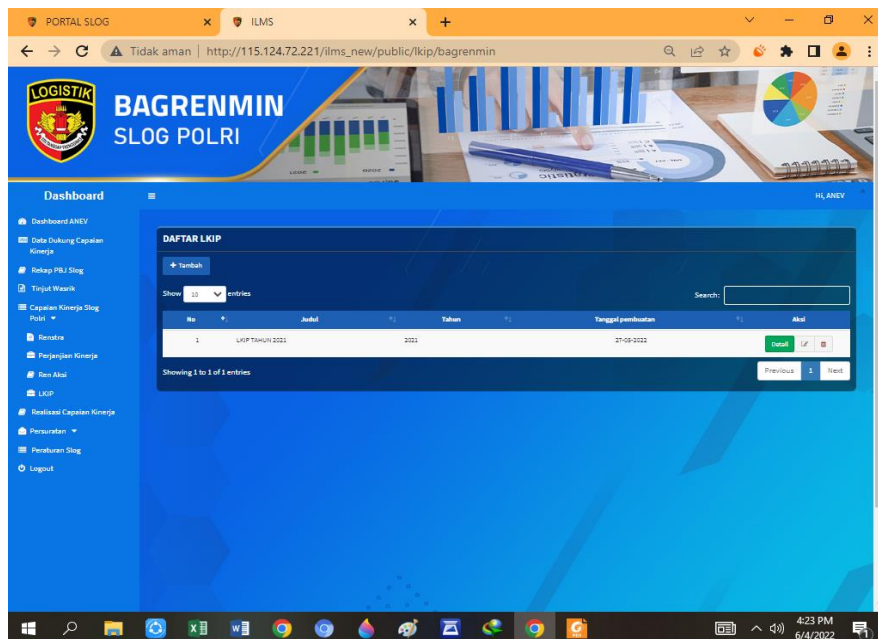 PORTAL SLOG
ILMS
Tidak aman | http://115.124.72.221/ilms_new/public/lkip/bagrenmin
LOGISTIK
BAGRENMIN
SLOG POLRI
Dashboard
Hi, ANEV
Dashboard ANEV
Data Dukung Capaian
Kinerja
Rekap PBJ Slog
Tinjut Wasrik
Capaian Kinerja Slog
Polri
Renstra
Perjanjian Kinerja
Ren Aksi
LKIP
Realisasi Capaian Kinerja
Persuratan
Peraturan Slog
Logout
DAFTAR LKIP
+ Tambah
Show 10 entries
Search:
No Judul Tahun Tanggal pembuatan Aksi
1 LKIP TAHUN 2021 2021 27-05-2022 Detail
Showing 1 to 1 of 1 entries
Previous 1 Next
4:23 PM
6/4/2022